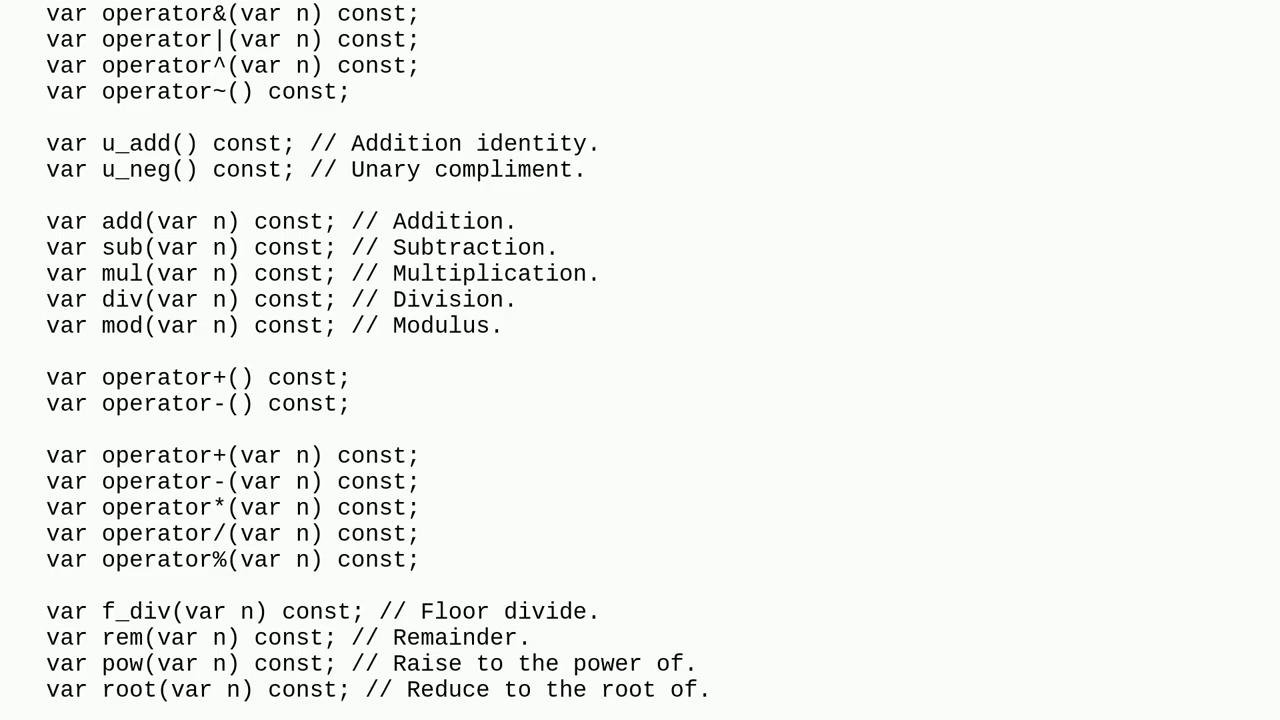 var operator&(var n) const;
var operator|(var n) const;
var operator^(var n) const;
var operator~() const;
var u_add() const; // Addition identity.
var u_neg() const; // Unary compliment.
var add(var n) const; // Addition.
var sub(var n) const; // Subtraction.
var mul(var n) const; // Multiplication.
var div(var n) const; // Division.
var mod(var n) const; // Modulus.
var operator+() const;
var operator-() const;
var operator+(var n) const;
var operator-(var n) const;
var operator*(var n) const;
var operator/(var n) const;
var operator%(var n) const;
var f_div(var n) const; // Floor divide.
var rem(var n) const; // Remainder.
var pow(var n) const; // Raise to the power of.
var root(var n) const; // Reduce to the root of.